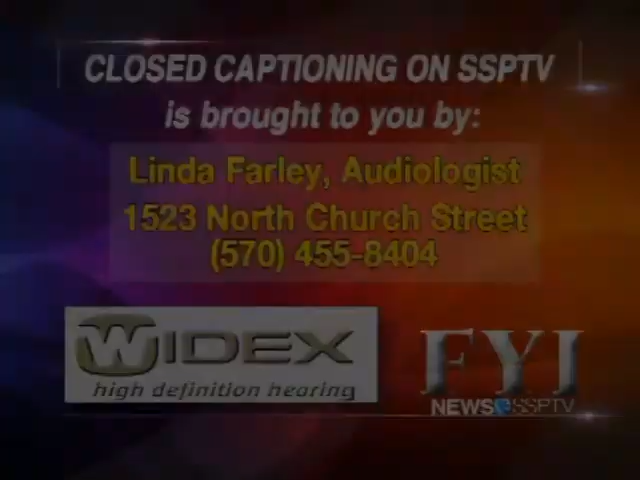 CLOSED CAPTIONING ON SSPTV
is brought to you by:
Linda Farley, Audiologist
1523 North Church Street
(570) 455-8404
WIDEX
high definition hearing
FYI
NEWS SSPTV